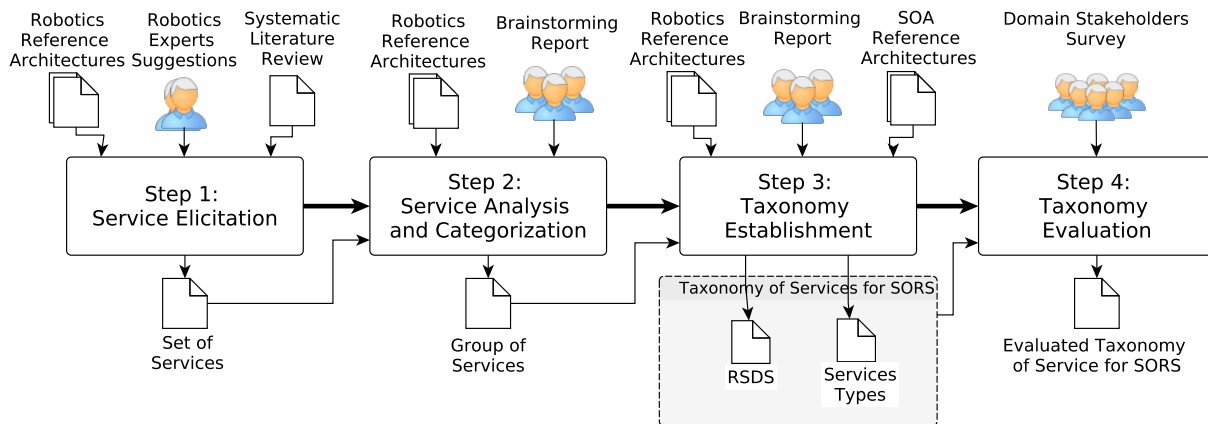 Robotics
Reference
Architectures
Robotics
Experts
Suggestions
Systematic
Literature
Review
Robotics
Reference
Architectures
Brainstorming
Report
Robotics
Reference
Architectures
Brainstorming
Report
SOA
Reference
Architectures
Domain Stakeholders
Survey
Step 1:
Service Elicitation
Step 2:
Service Analysis
and Categorization
Step 3:
Taxonomy
Establishment
Step 4:
Taxonomy
Evaluation
Set of
Services
Group of
Services
Taxonomy of Services for SORS
RSDS
Services
Types
Evaluated Taxonomy
of Service for SORS